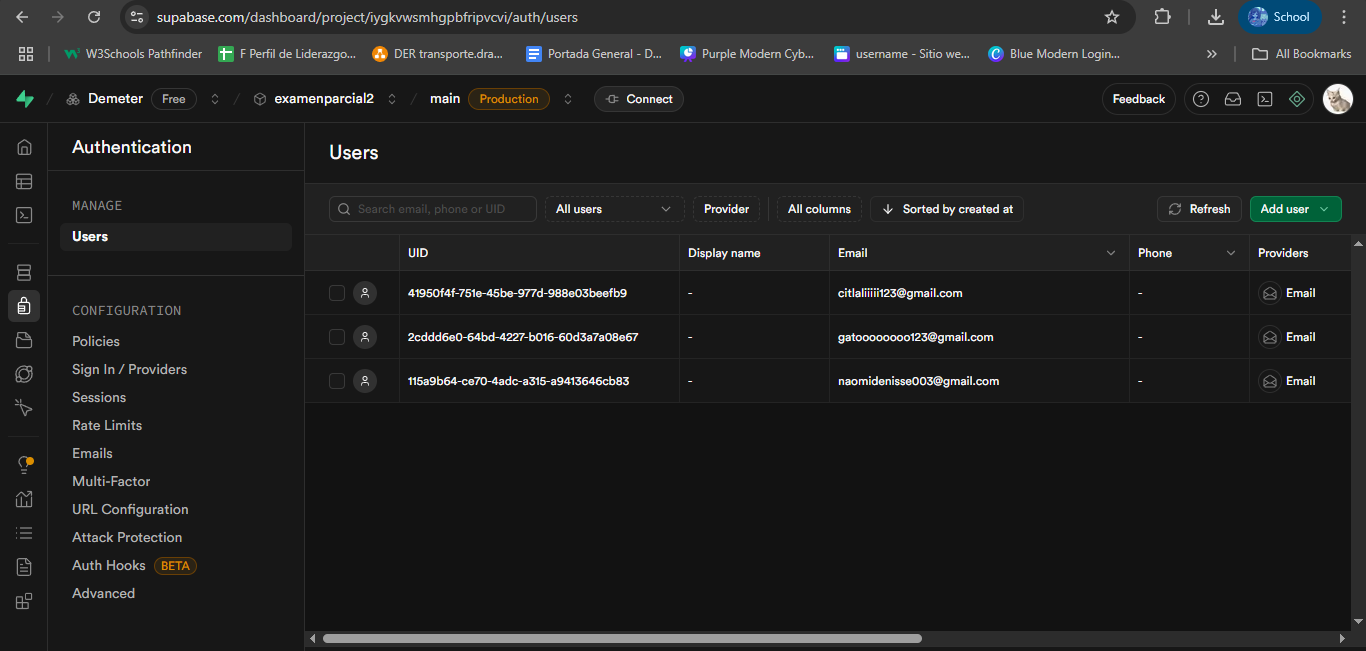 supabase.com/dashboard/project/iygkvwsmhgpbfripvcvi/auth/users
School
W3Schools Pathfinder
F Perfil de Liderazgo...
DER transporte.dra...
Portada General - D...
Purple Modern Cyb...
username - Sitio we...
Blue Modern Login...
»
All Bookmarks
Demeter Free
examenparcial2
main Production
Connect
Feedback
Authentication
MANAGE
Users
CONFIGURATION
Policies
Sign In / Providers
Sessions
Rate Limits
Emails
Multi-Factor
URL Configuration
Attack Protection
Auth Hooks BETA
Advanced
Users
Search email, phone or UID
All users
Provider
All columns
Sorted by created at
Refresh
Add user
UID Display name Email Phone Providers
41950f4f-751e-45be-977d-988e03beefb9 - citlaliiiii123@gmail.com - Email
2cddd6e0-64bd-4227-b016-60d3a7a08e67 - gatoooooooo123@gmail.com - Email
115a9b64-ce70-4adc-a315-a9413646cb83 - naomidenisse003@gmail.com - Email